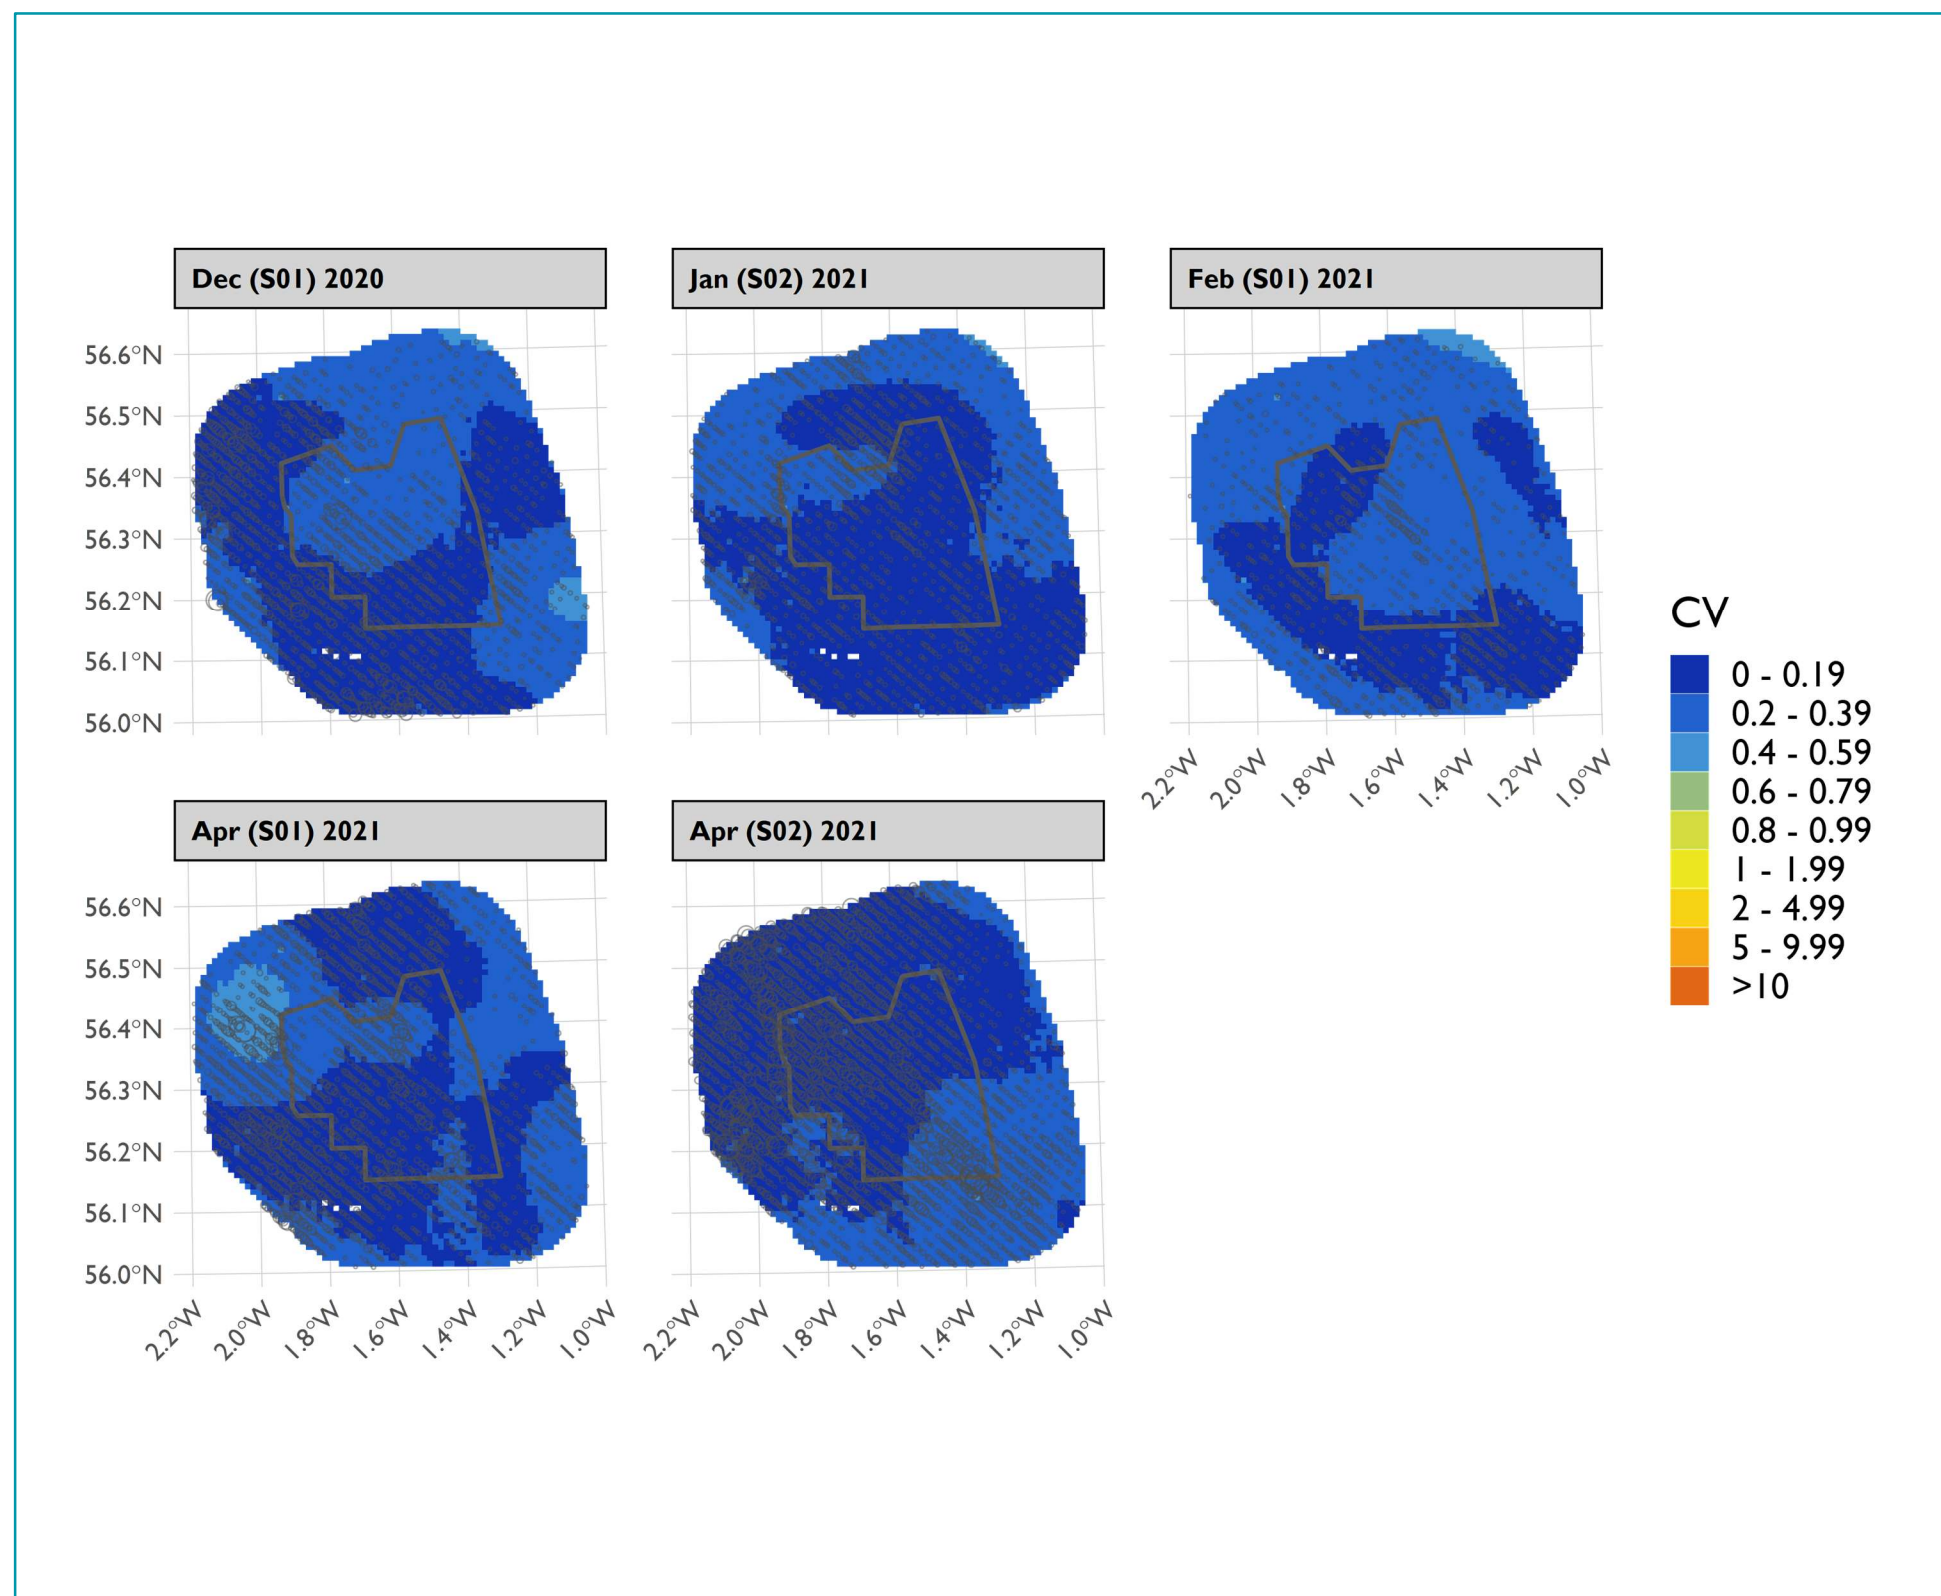 Dec (S01) 2020
Jan (S02) 2021
Feb (S01) 2021
56.6°N
56.5°N
56.4°N
56.3°N
56.2°N
56.1°N
56.0°N
2.2°W
2.0°W
1.8°W
1.6°W
1.4°W
1.2°W
1.0°W
CV
0 - 0.19
0.2 - 0.39
0.4 - 0.59
0.6 - 0.79
0.8 - 0.99
1 - 1.99
2 - 4.99
5 - 9.99
>10
Apr (S01) 2021
Apr (S02) 2021
56.6°N
56.5°N
56.4°N
56.3°N
56.2°N
56.1°N
56.0°N
2.2°W
2.0°W
1.8°W
1.6°W
1.4°W
1.2°W
1.0°W
2.2°W
2.0°W
1.8°W
1.6°W
1.4°W
1.2°W
1.0°W